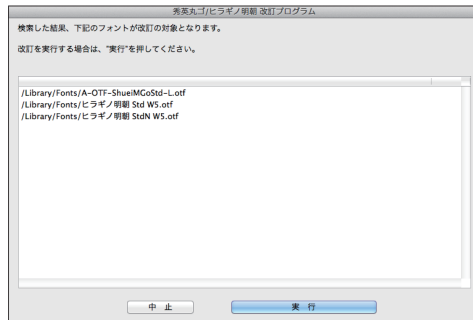 秀英丸ゴ/ヒラギノ明朝 改訂プログラム
検索した結果、下記のフォントが改訂の対象となります。
改訂を実行する場合は、"実行"を押してください。
/Library/Fonts/A-OTF-ShueiMGoStd-L.otf
/Library/Fonts/ヒラギノ明朝 Std W5.otf
/Library/Fonts/ヒラギノ明朝 StdN W5.otf
中 止
実 行